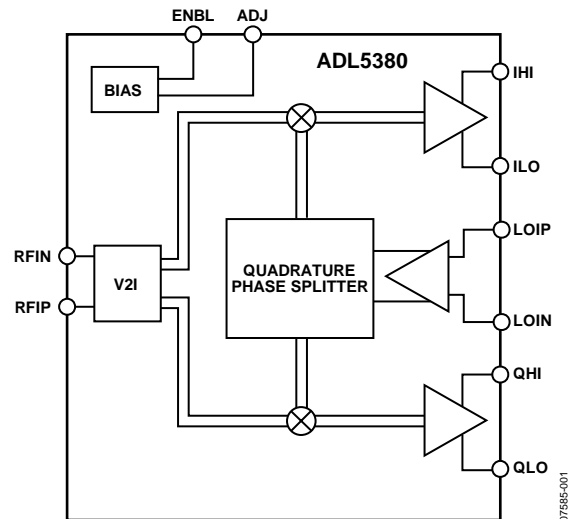 ENBL ADJ
ADL5380
BIAS
IHI
ILO
RFIN
RFIP
V2I
QUADRATURE
PHASE SPLITTER
LOIP
LOIN
QHI
QLO
07585-001